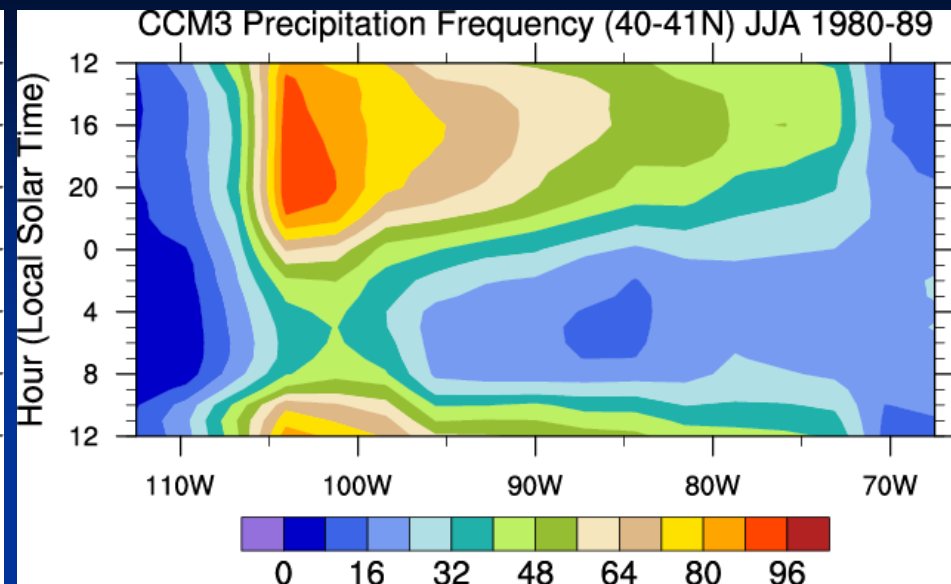 CCM3 Precipitation Frequency (40-41N) JJA 1980-89
Hour (Local Solar Time)
12
16
20
0
4
8
12
110W 100W 90W 80W 70W
0 16 32 48 64 80 96